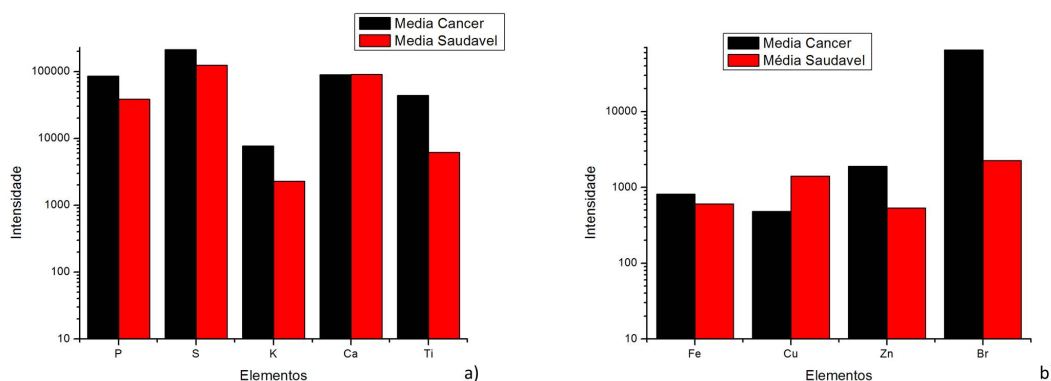 Media Cancer
Media Saudavel
100000
10000
1000
100
10
Intensidade
P S K Ca Ti
Elementos
a)
Media Cancer
Média Saudavel
10000
1000
100
10
Intensidade
Fe Cu Zn Br
Elementos
b